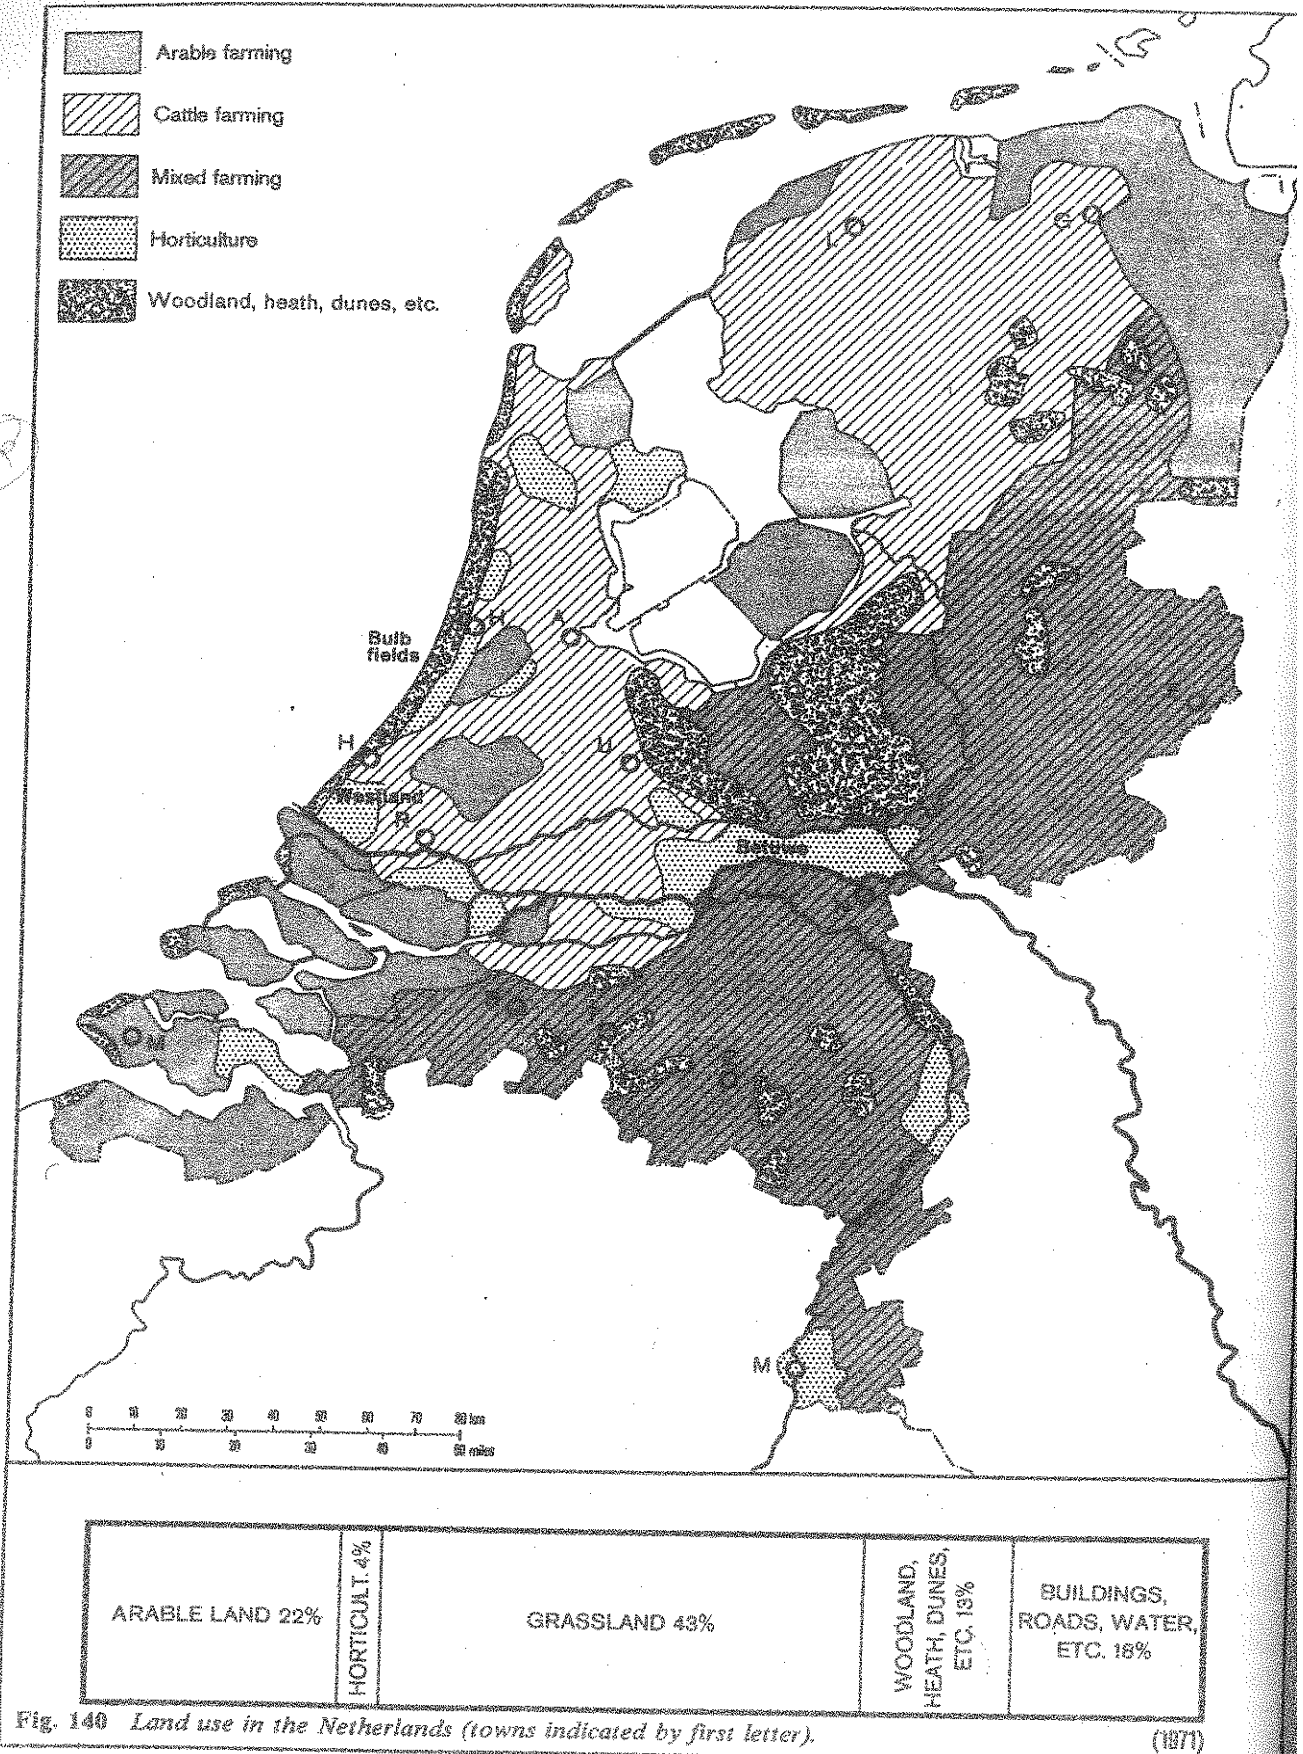 Arable farming
Cattle farming
Mixed farming
Horticulture
Woodland, heath, dunes, etc.
L
G
H
A
Bulb
fields
H
U
Westland
R
Betuwe
M
M
0 10 20 30 40 50 60 70 80 km
0 10 20 30 40 50 miles
ARABLE LAND 22%
HORTICULT. 4%
GRASSLAND 43%
WOODLAND,
HEATH, DUNES,
ETC. 13%
BUILDINGS,
ROADS, WATER,
ETC. 18%
Fig. 140 Land use in the Netherlands (towns indicated by first letter).
(1971)